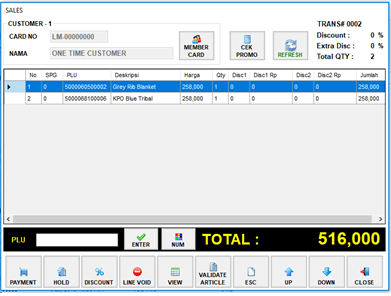 SALES
CUSTOMER - 1
CARD NO LM-00000000
NAMA ONE TIME CUSTOMER
MEMBER CARD
CEK PROMO
REFRESH
TRANS# 0002
Discount : 0 %
Extra Disc : 0 %
Total QTY : 2
No SPG PLU Deskripsi Harga Qty Disc1 Disc1 Rp Disc2 Disc2 Rp Jumlah
1 0 5000060500002 Grey Rib Blanket 258,000 1 0 0 0 0 258,000
2 0 5000068100006 KPO Blue Tribal 258,000 1 0 0 0 0 258,000
PLU ENTER NUM TOTAL : 516,000
PAYMENT HOLD DISCOUNT LINE VOID VIEW VALIDATE ARTICLE ESC UP DOWN CLOSE